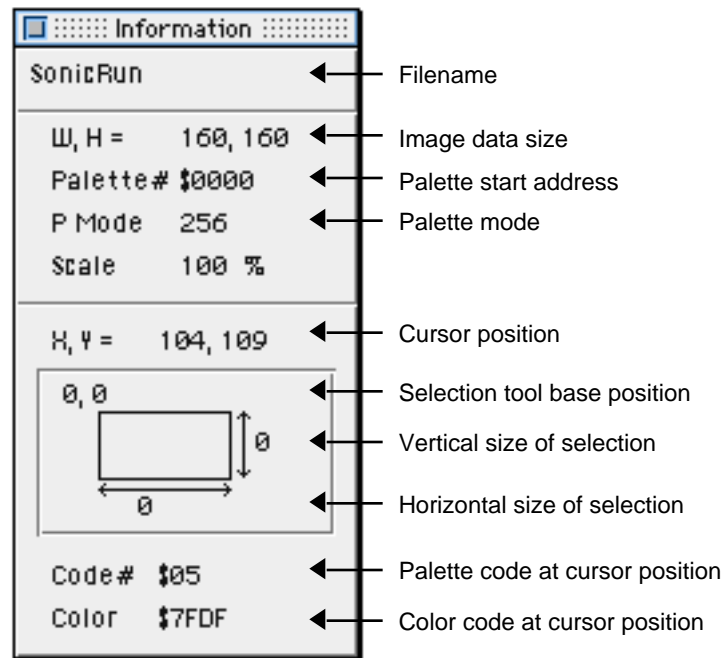 Information
SonicRun Filename
W, H = 160, 160 Image data size
Palette# $0000 Palette start address
P Mode 256 Palette mode
Scale 100 %
X, Y = 104, 109 Cursor position
0, 0 Selection tool base position
0 Vertical size of selection
0 Horizontal size of selection
Code# $05 Palette code at cursor position
Color $7FDF Color code at cursor position